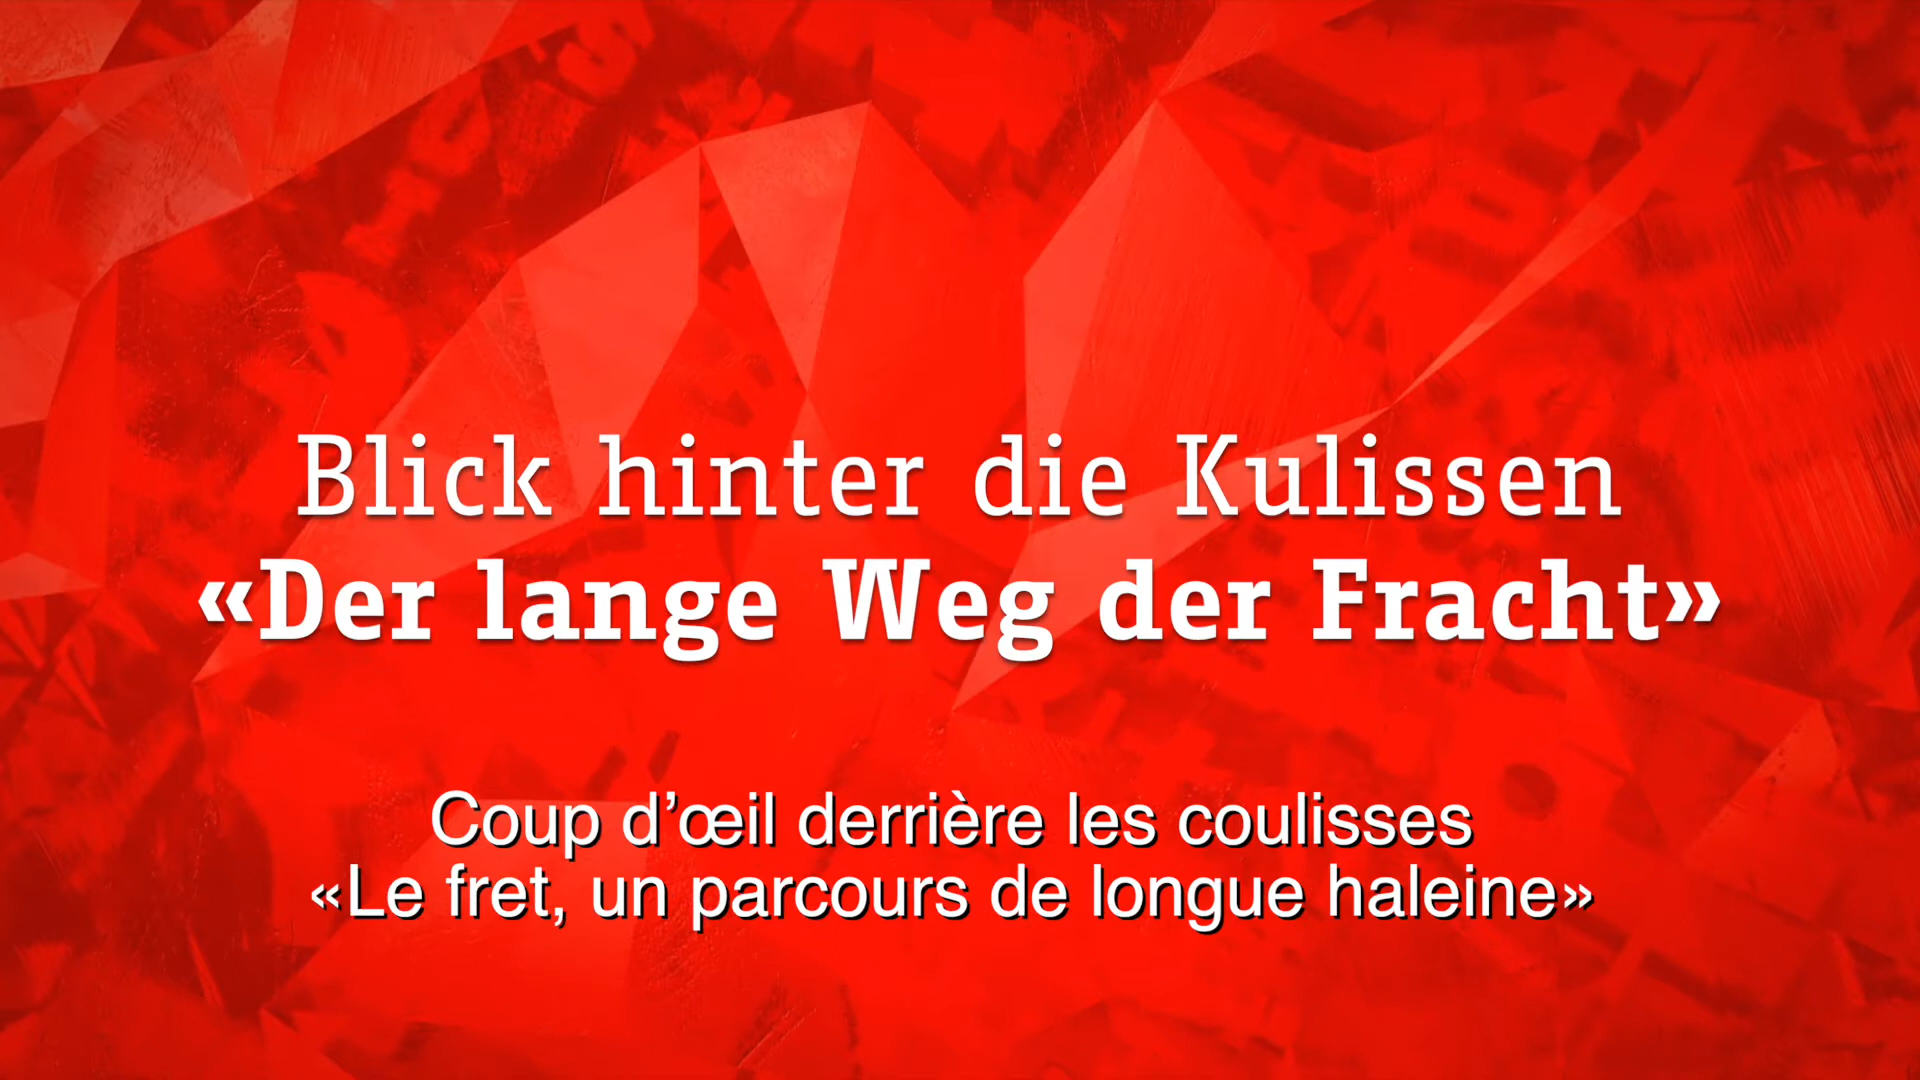 Blick hinter die Kulissen
«Der lange Weg der Fracht»
Coup d’œil derrière les coulisses
«Le fret, un parcours de longue haleine»